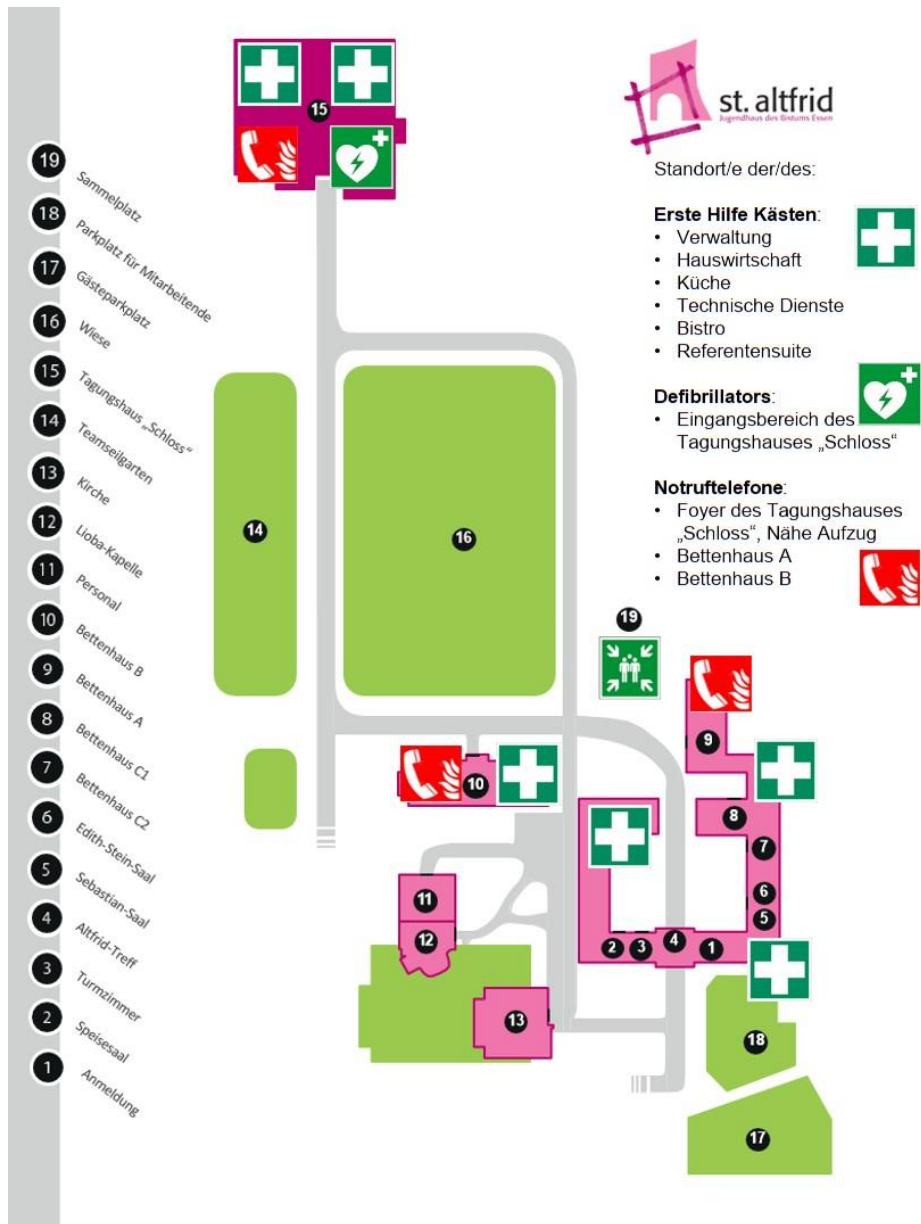 st. altfrid
Jugendhaus des Bistums Essen
Standort/e der/des:
Erste Hilfe Kästen:
• Verwaltung
• Hauswirtschaft
• Küche
• Technische Dienste
• Bistro
• Referentensuite
Defibrillators:
• Eingangsbereich des
Tagungshauses „Schloss“
Notruftelefone:
• Foyer des Tagungshauses
„Schloss“, Nähe Aufzug
• Bettenhaus A
• Bettenhaus B
19 Sammelplatz
18 Parkplatz für Mitarbeitende
17 Gästeparkplatz
16 Wiese
15 Tagungshaus „Schloss“
14 Teamseilgarten
13 Kirche
12 Lioba-Kapelle
11 Personal
10 Bettenhaus B
9 Bettenhaus A
8 Bettenhaus C1
7 Bettenhaus C2
6 Edith-Stein-Saal
5 Sebastian-Saal
4 Altfrid-Treff
3 Turmzimmer
2 Speisesaal
1 Anmeldung
15
14
16
19
9
10
8
7
11
6
5
12
2
3
4
1
13
18
17